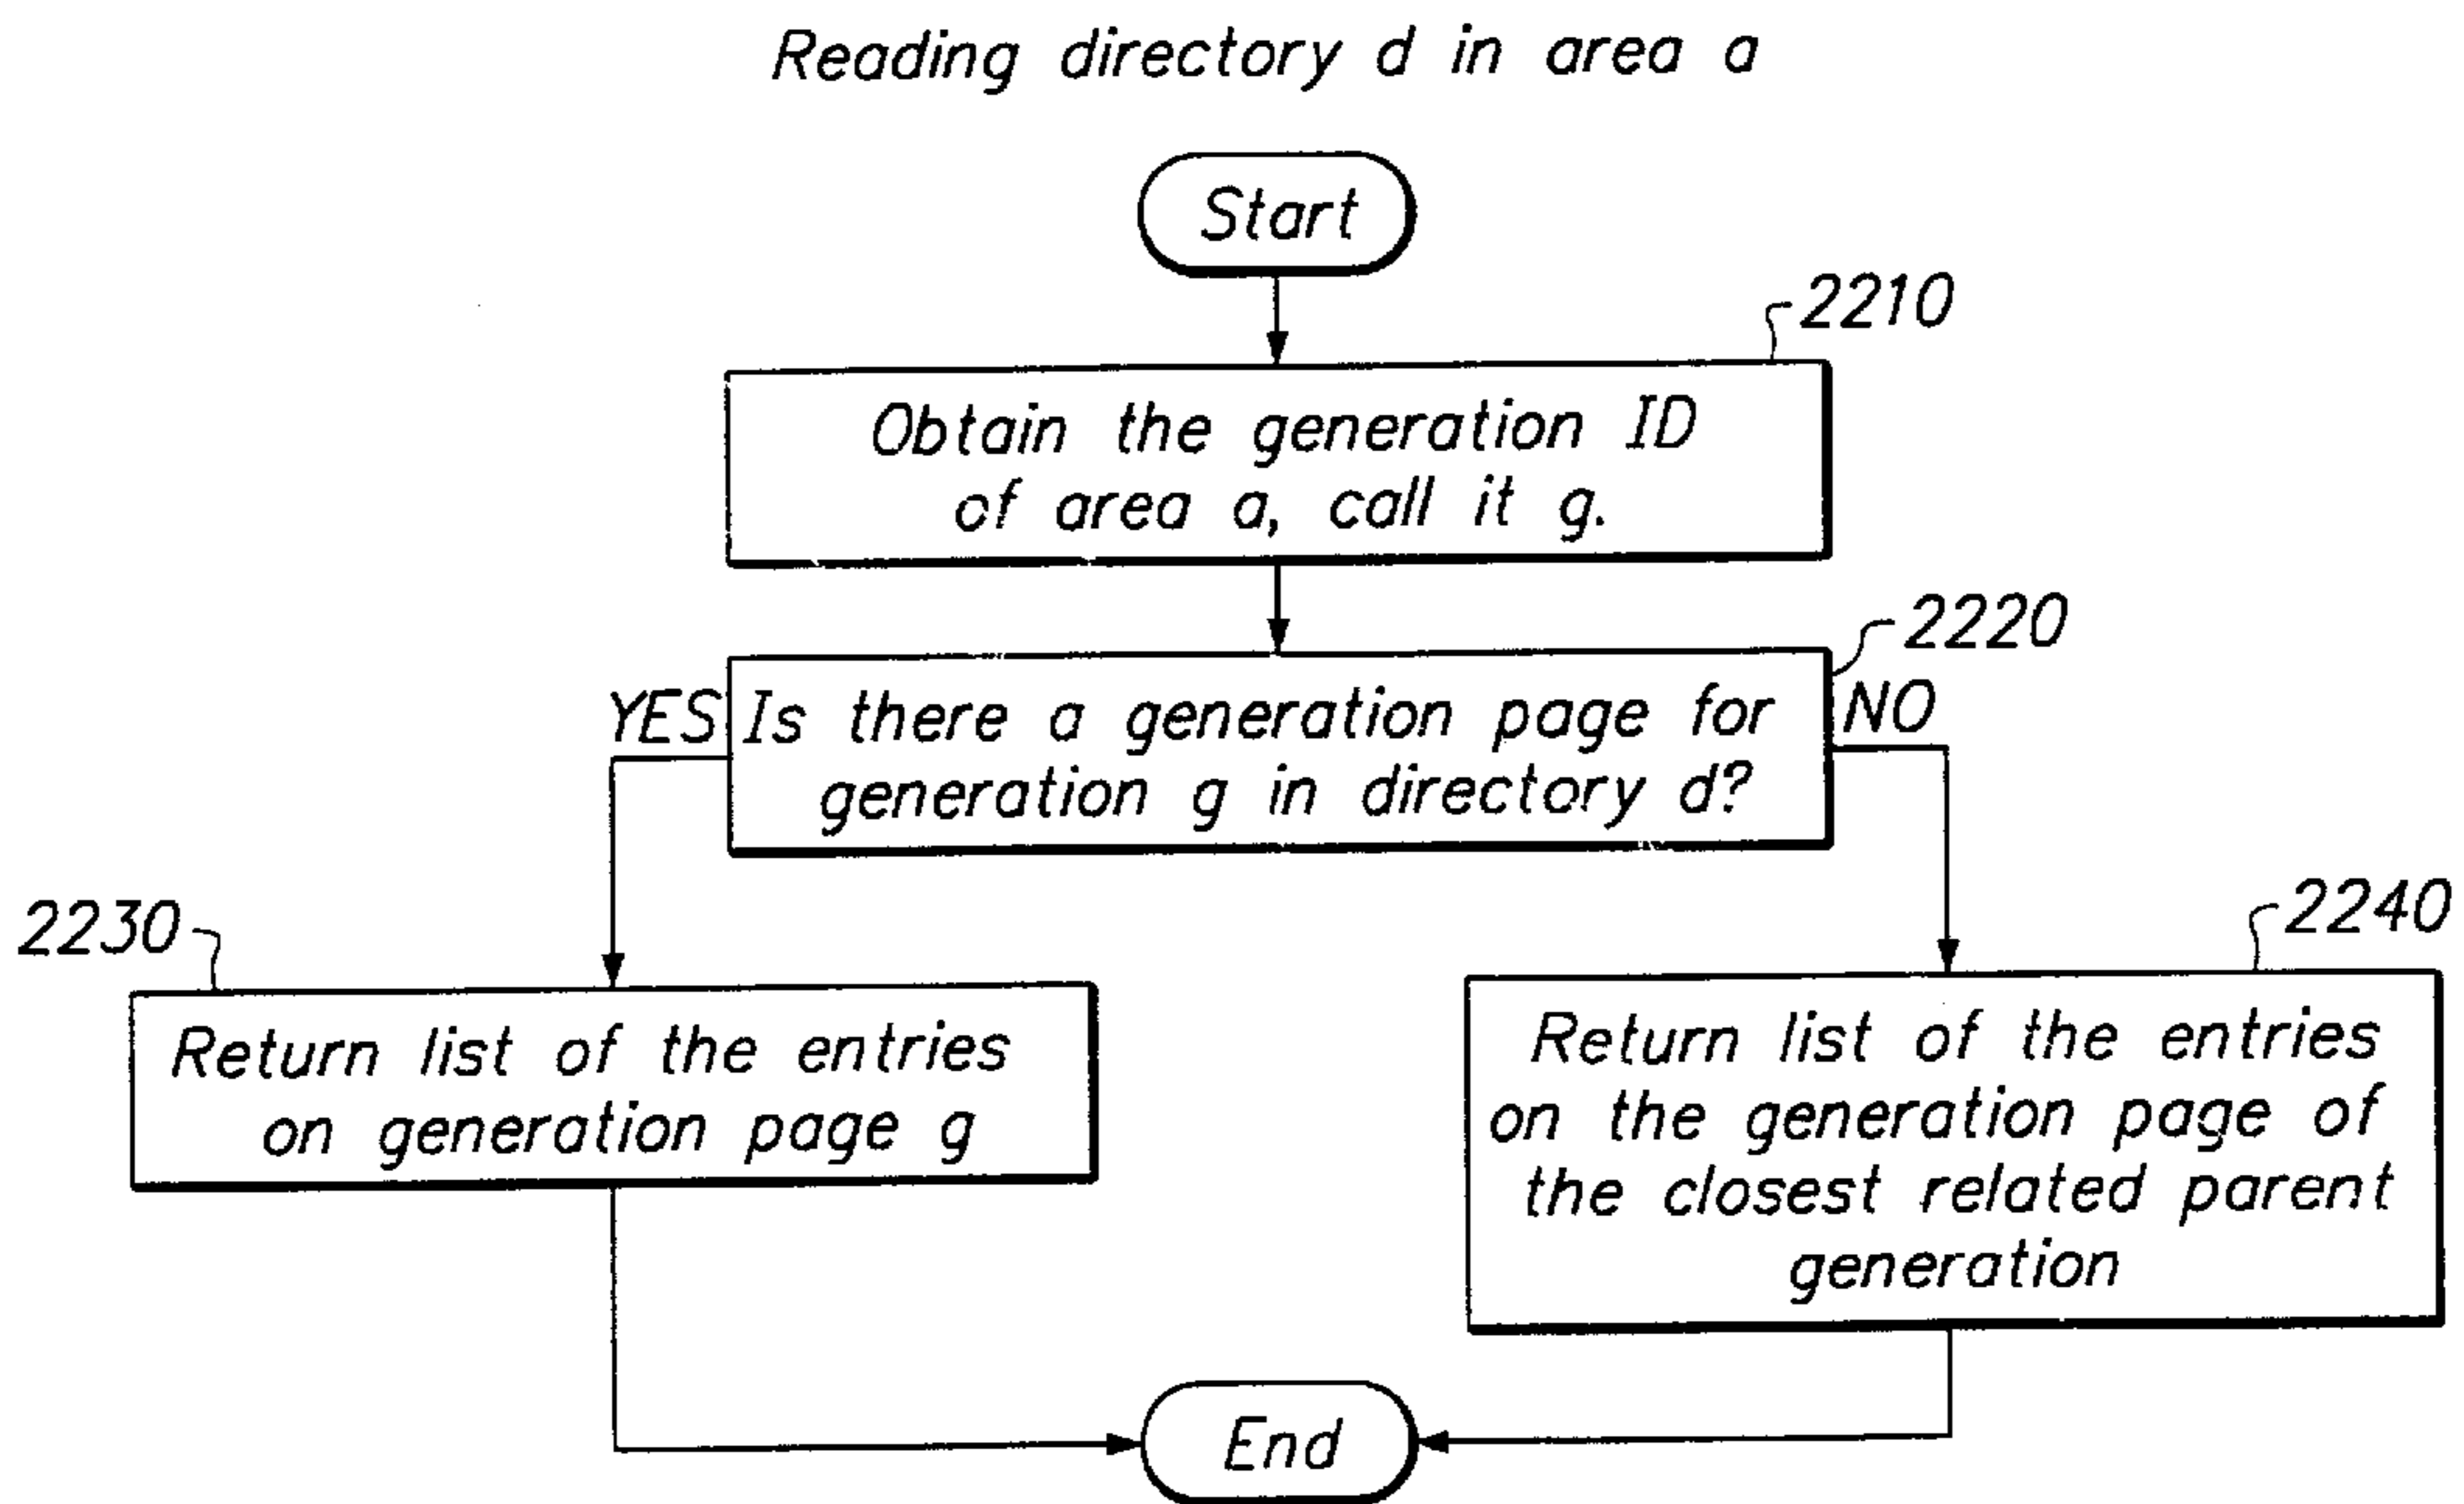 Reading directory d in area a
Start
2210
Obtain the generation ID
of area a, call it g.
2220
YES
Is there a generation page for
generation g in directory d?
NO
2230
Return list of the entries
on generation page g
2240
Return list of the entries
on the generation page of
the closest related parent
generation
End